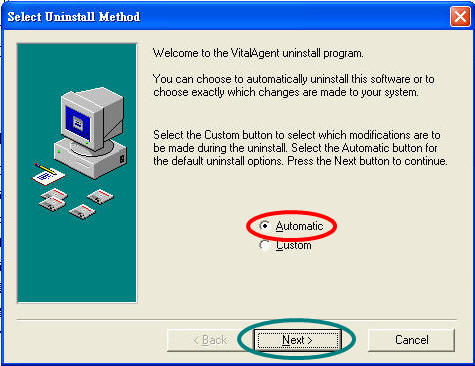 Select Uninstall Method
Welcome to the VitalAgent uninstall program.
You can choose to automatically uninstall this software or to
choose exactly which changes are made to your system.
Select the Custom button to select which modifications are to
be made during the uninstall. Select the Automatic button for
the default uninstall options. Press the Next button to continue.
Automatic
Custom
< Back
Next >
Cancel